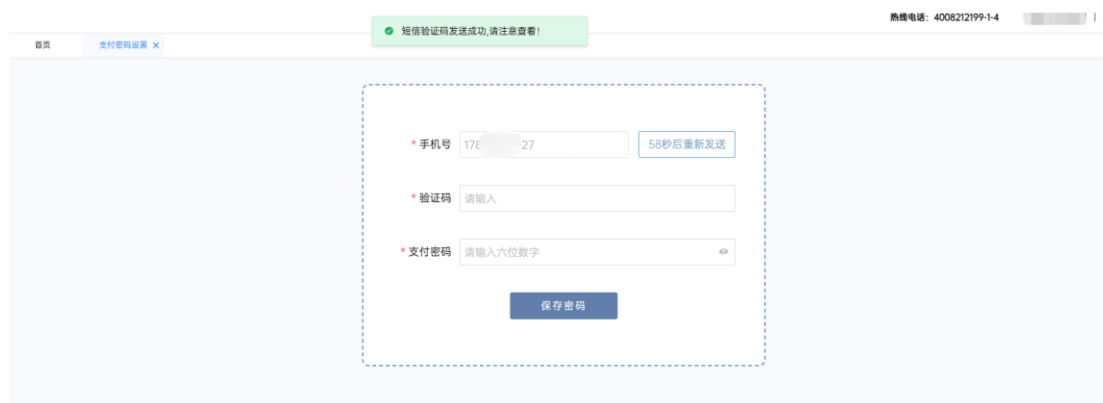 热线电话：4008212199-1-4
短信验证码发送成功,请注意查看!
首页 支付密码设置 ×
* 手机号 178 27 58秒后重新发送
* 验证码 请输入
* 支付密码 请输入六位数字
保存密码